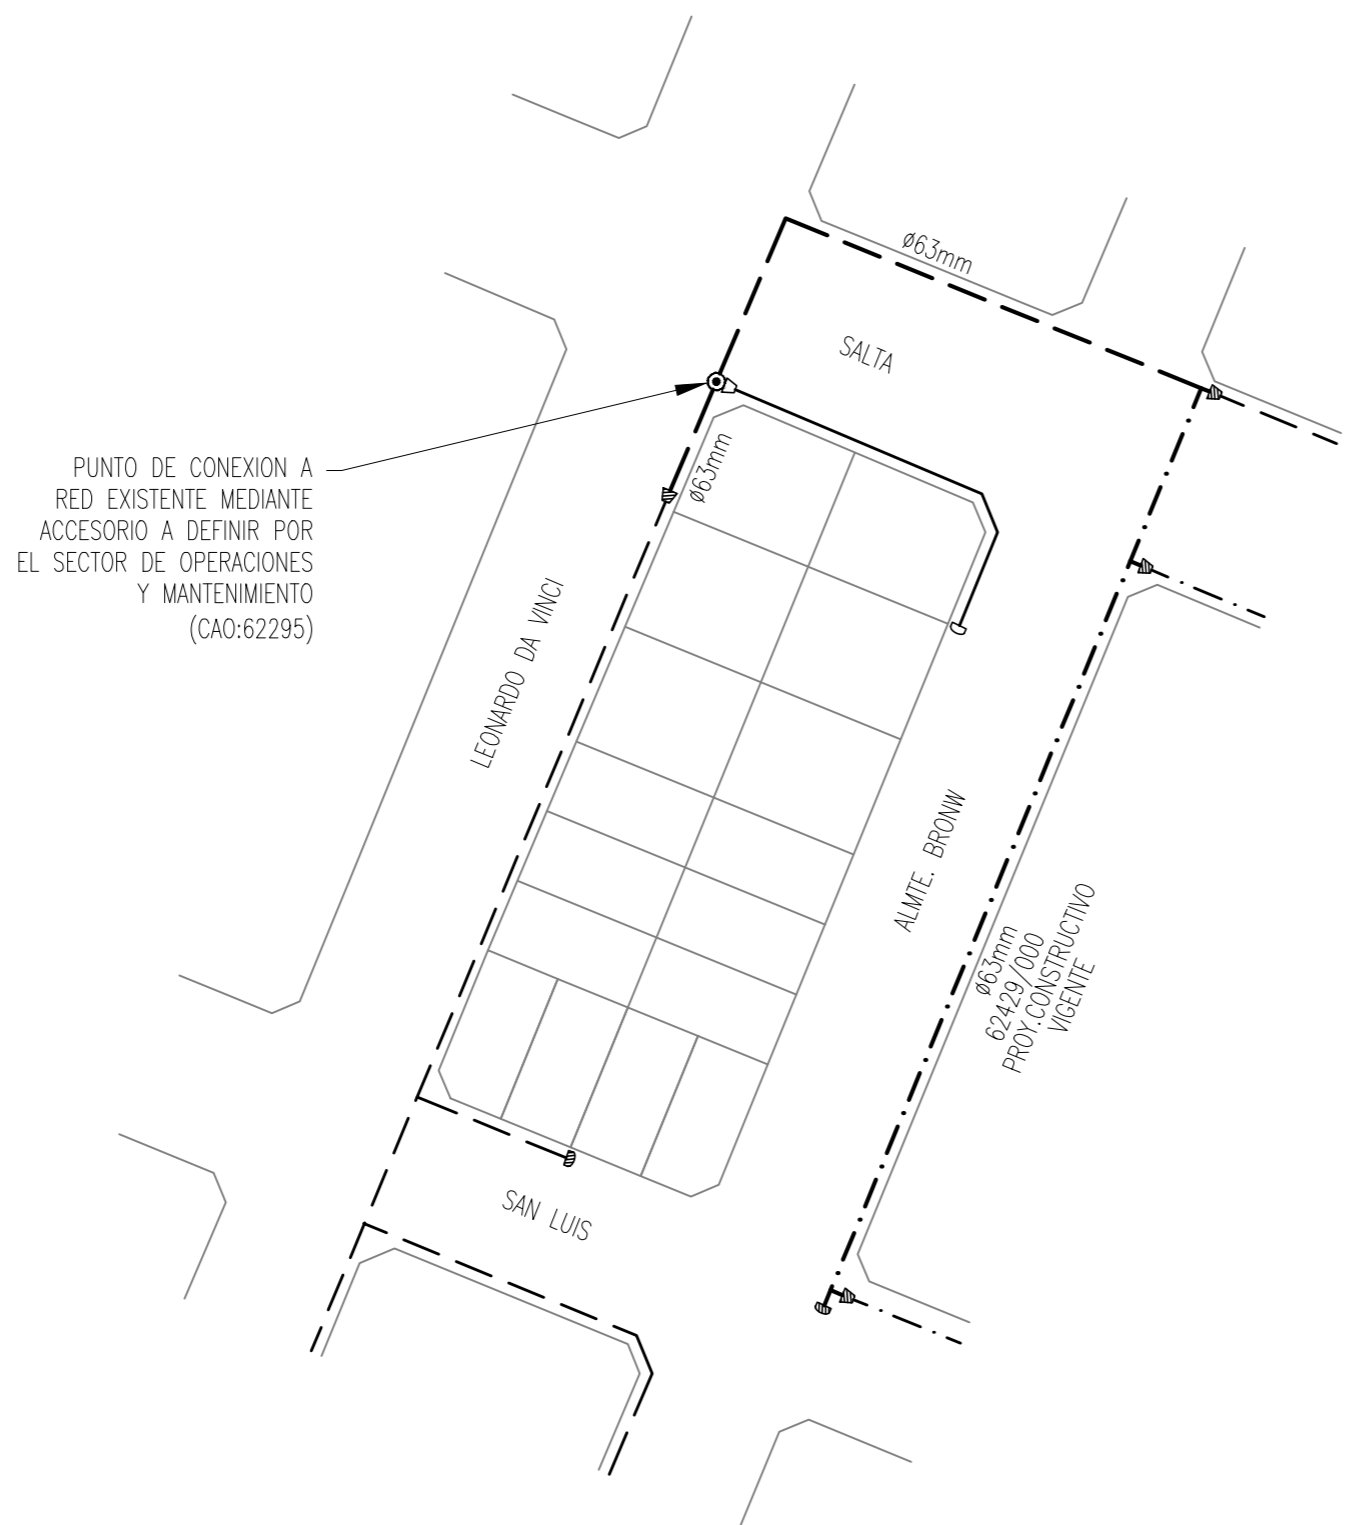 ø63mm
SALTA
PUNTO DE CONEXION A
RED EXISTENTE MEDIANTE
ACCESORIO A DEFINIR POR
EL SECTOR DE OPERACIONES
Y MANTENIMIENTO
(CAO:62295)
ø63mm
LEONARDO DA VINCI
ALMTE. BRONW
ø63mm
62429/000
PROY.CONSTRUCTIVO
VIGENTE
SAN LUIS